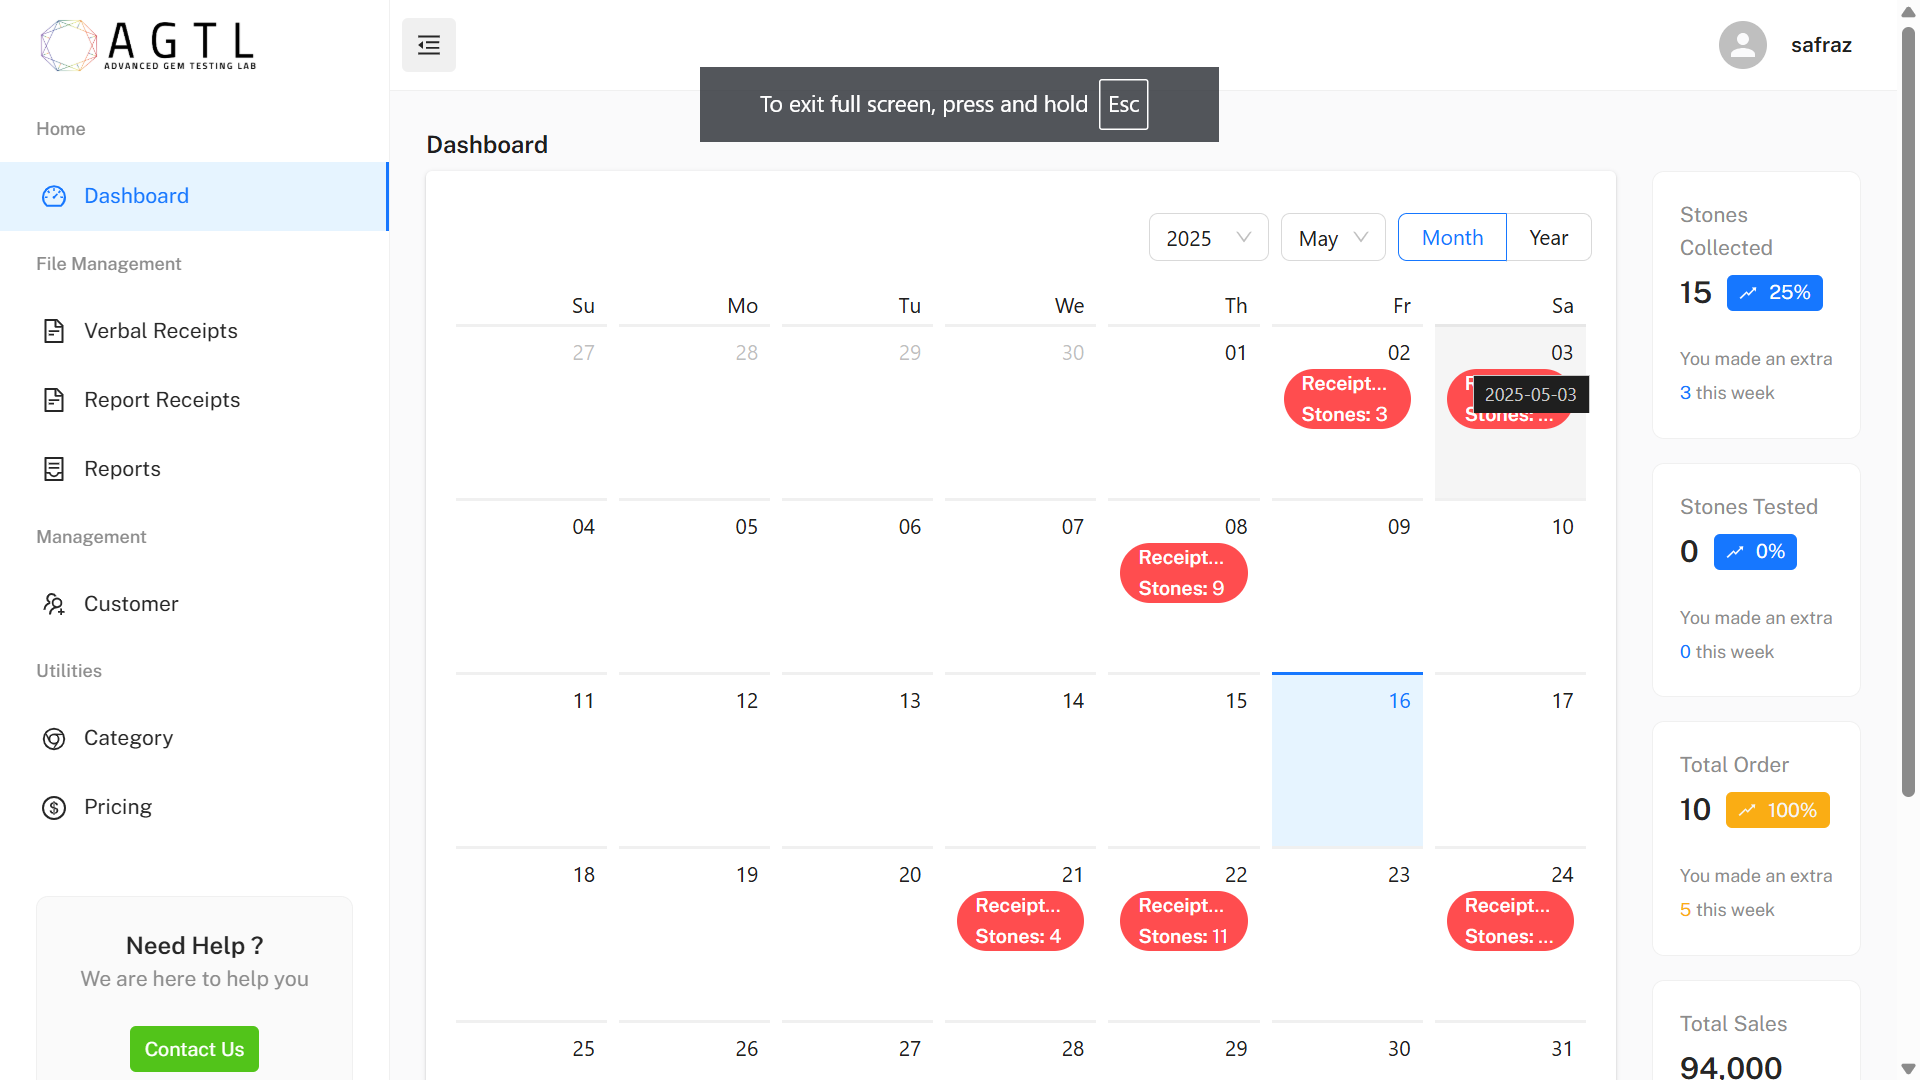 AGTL
ADVANCED GEM TESTING LAB
safraz
To exit full screen, press and hold Esc
Home
Dashboard
File Management
Verbal Receipts
Report Receipts
Reports
Management
Customer
Utilities
Category
Pricing
Need Help ?
We are here to help you
Contact Us
Dashboard
2025 May Month Year
Su Mo Tu We Th Fr Sa
27 28 29 30 01 02 03
Receipt...
Stones: 3
2025-05-03
Stones: ...
04 05 06 07 08 09 10
Receipt...
Stones: 9
11 12 13 14 15 16 17
18 19 20 21 22 23 24
Receipt... Receipt... Receipt...
Stones: 4 Stones: 11 Stones: ...
25 26 27 28 29 30 31
Stones
Collected
15 25%
You made an extra
3 this week
Stones Tested
0 0%
You made an extra
0 this week
Total Order
10 100%
You made an extra
5 this week
Total Sales
94,000